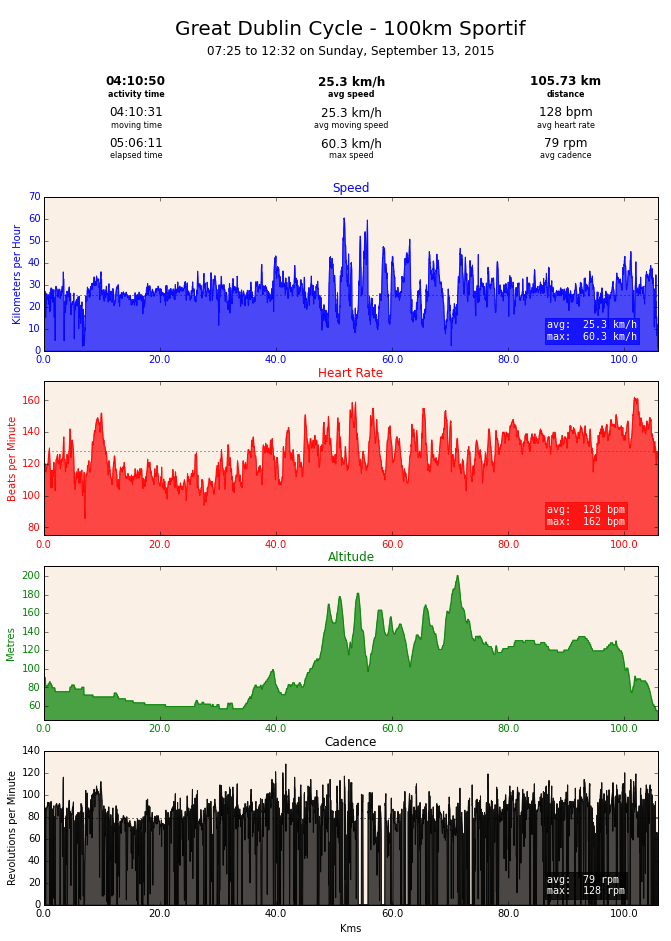 Great Dublin Cycle - 100km Sportif
07:25 to 12:32 on Sunday, September 13, 2015
04:10:50 25.3 km/h 105.73 km
activity time avg speed distance
04:10:31 25.3 km/h 128 bpm
moving time avg moving speed avg heart rate
05:06:11 60.3 km/h 79 rpm
elapsed time max speed avg cadence
Speed
Kilometers per Hour
70
60
50
40
30
20
10
0
avg: 25.3 km/h
max: 60.3 km/h
0.0 20.0 40.0 60.0 80.0 100.0
Heart Rate
Beats per Minute
160
140
120
100
80
avg: 128 bpm
max: 162 bpm
0.0 20.0 40.0 60.0 80.0 100.0
Altitude
Metres
200
180
160
140
120
100
80
60
0.0 20.0 40.0 60.0 80.0 100.0
Cadence
Revolutions per Minute
140
120
100
80
60
40
20
0
avg: 79 rpm
max: 128 rpm
0.0 20.0 40.0 60.0 80.0 100.0
Kms